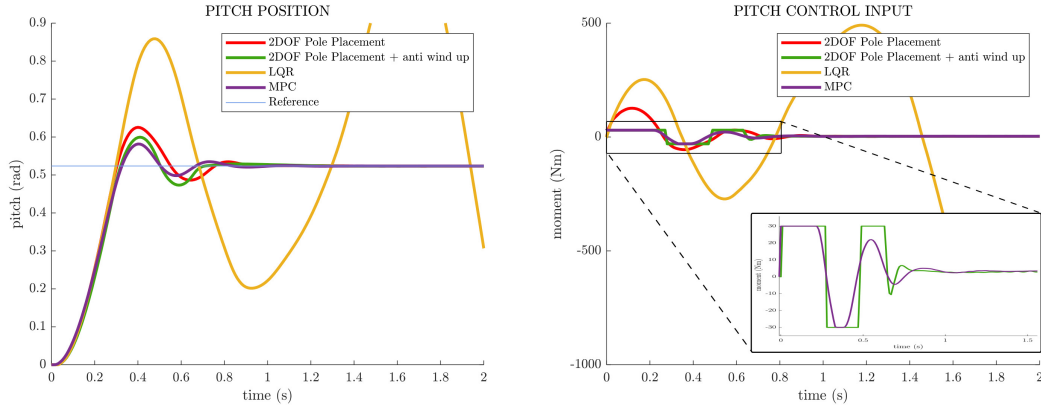 PITCH POSITION
0.9
0.8
0.7
0.6
0.5
0.4
0.3
0.2
0.1
0
pitch (rad)
2DOF Pole Placement
2DOF Pole Placement + anti wind up
LQR
MPC
Reference
0 0.2 0.4 0.6 0.8 1 1.2 1.4 1.6 1.8 2
time (s)
PITCH CONTROL INPUT
500
0
-500
-1000
moment (Nm)
2DOF Pole Placement
2DOF Pole Placement + anti wind up
LQR
MPC
30
20
10
0
-10
-20
-30
moment (Nm)
0 0.5 1 1.5
time (s)
0 0.2 0.4 0.6 0.8 1 1.2 1.4 1.6 1.8 2
time (s)